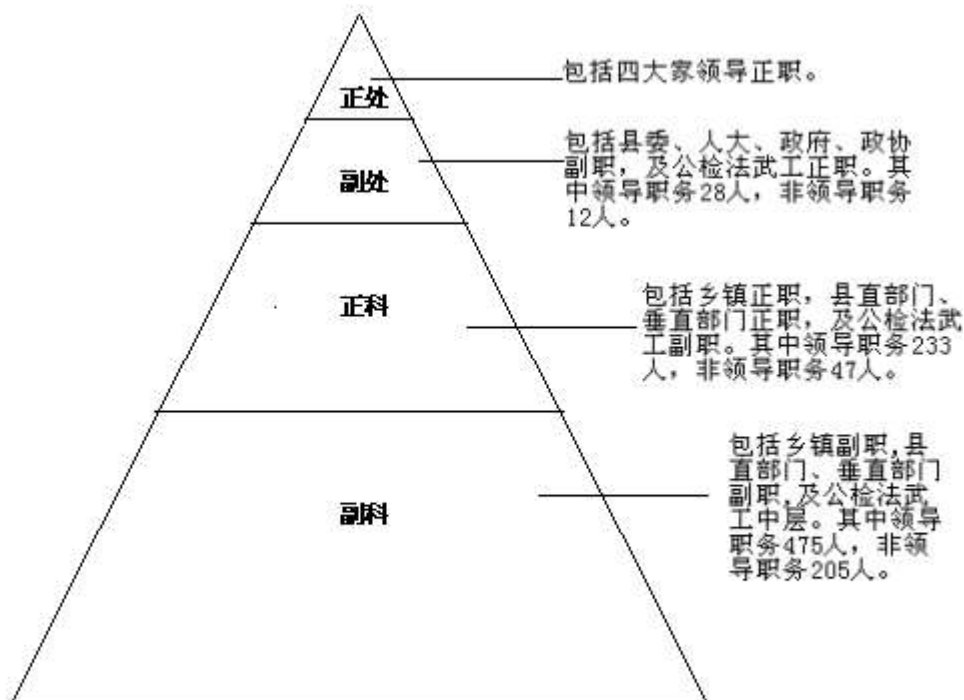 正处
包括四大家领导正职。
副处
包括县委、人大、政府、政协
副职，及公检法武工正职。其
中领导职务28人，非领导职务
12人。
正科
包括乡镇正职，县直部门、
垂直部门正职，及公检法武
工副职。其中领导职务233
人，非领导职务47人。
副科
包括乡镇副职,县
直部门、垂直部门
副职,及公检法武
工中层。其中领导
职务475人，非领
导职务205人。